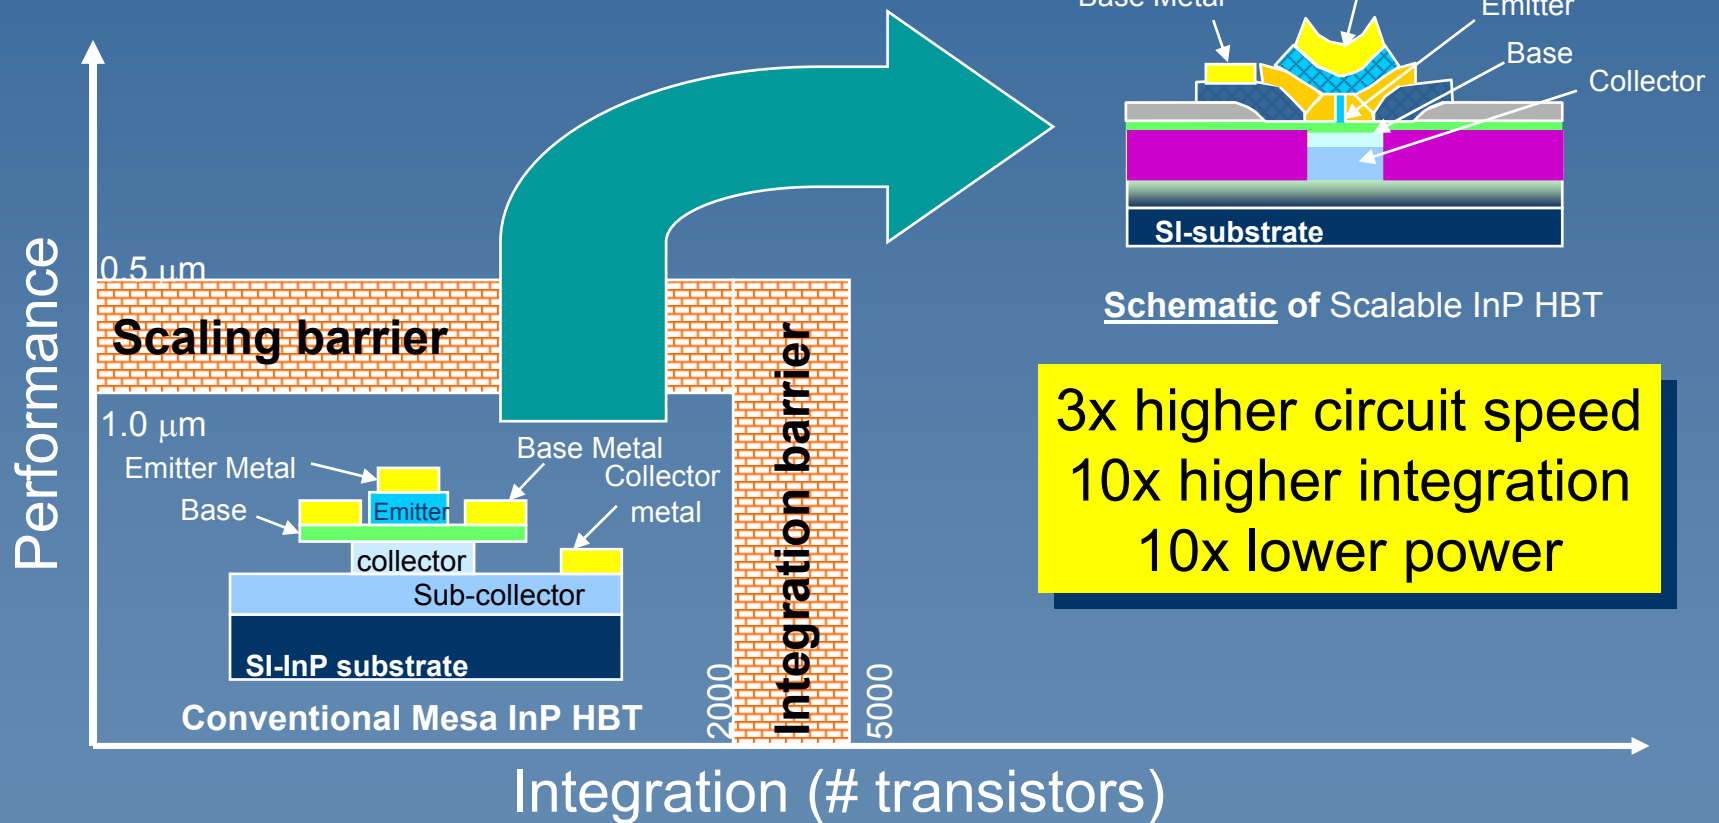 Base Metal
Emitter
Base
Collector
SI-substrate
Schematic of Scalable InP HBT
Performance
0.5 μm
Scaling barrier
1.0 μm
Integration barrier
Emitter Metal
Base Metal
Collector
metal
Base
Emitter
collector
Sub-collector
SI-InP substrate
Conventional Mesa InP HBT
2000
5000
3x higher circuit speed
10x higher integration
10x lower power
Integration (# transistors)